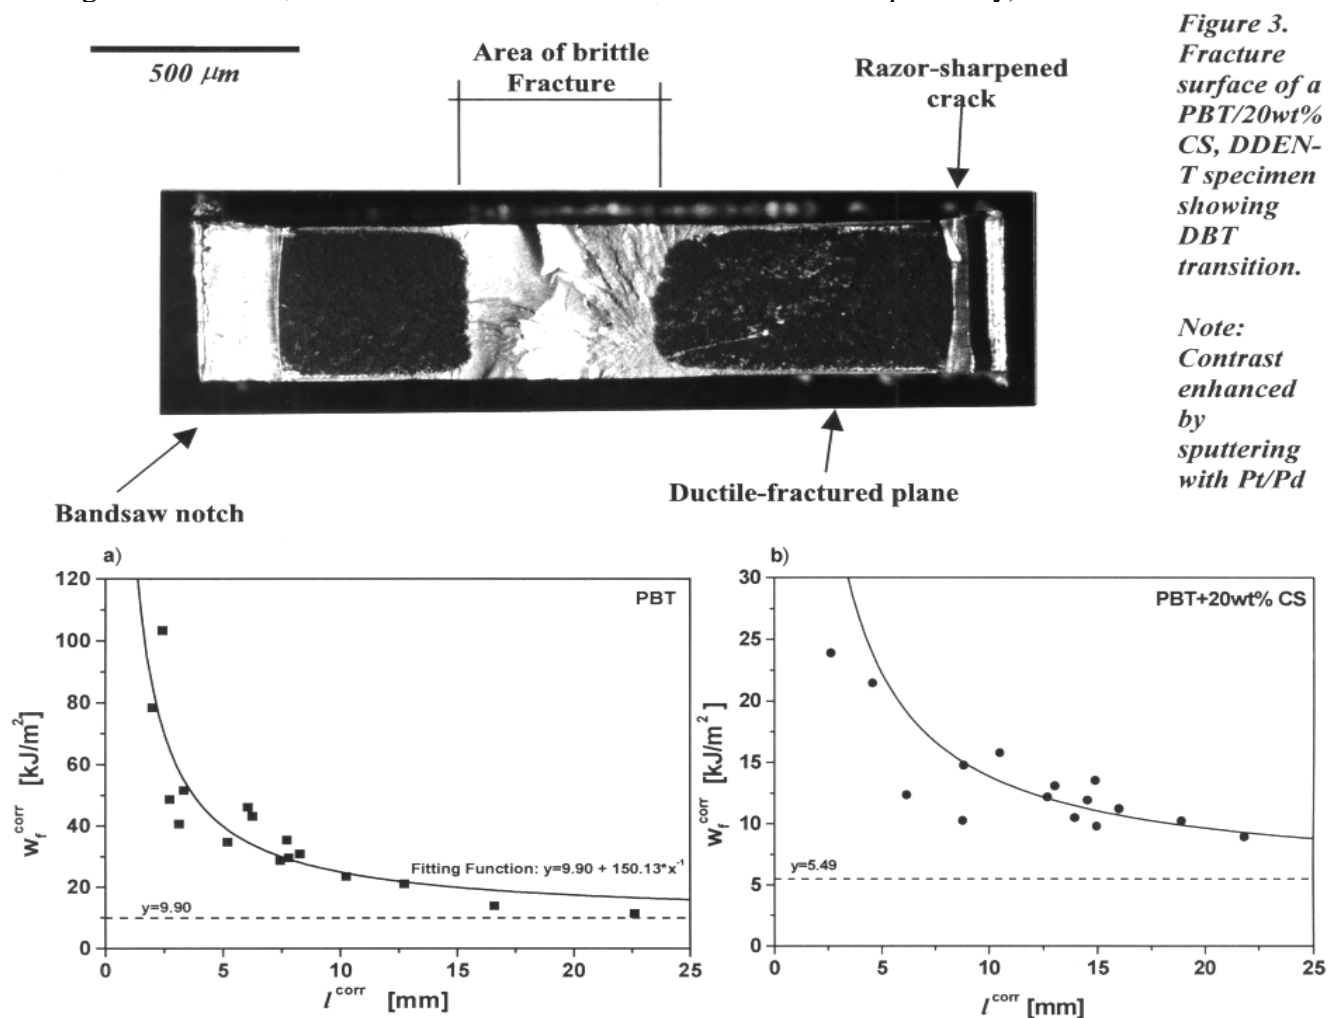 500 μm
Area of brittle
Fracture
Razor-sharpened
crack
Figure 3.
Fracture
surface of a
PBT/20wt%
CS, DDEN-
T specimen
showing
DBT
transition.
Note:
Contrast
enhanced
by
sputtering
with Pt/Pd
Bandsaw notch
Ductile-fractured plane
a)
120
100
80
60
40
20
0
w_f^corr [kJ/m²]
PBT
Fitting Function: y=9.90 + 150.13*x⁻¹
y=9.90
0 5 10 15 20 25
l^corr [mm]
b)
30
25
20
15
10
5
0
w_f^corr [kJ/m²]
PBT+20wt% CS
y=5.49
0 5 10 15 20 25
l^corr [mm]